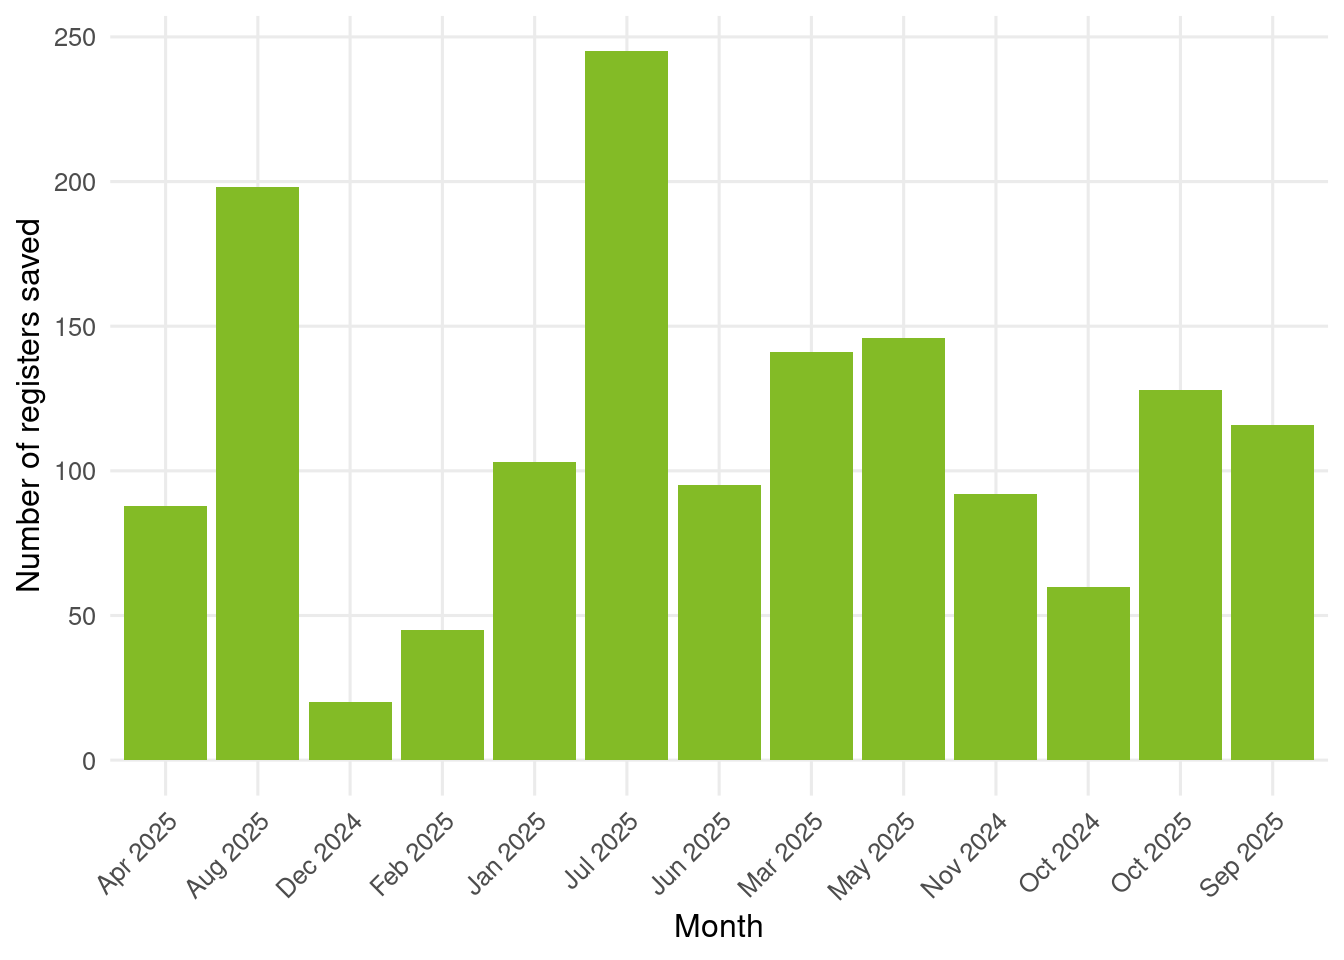 Number of registers saved
250
200
150
100
50
0
Apr 2025
Aug 2025
Dec 2024
Feb 2025
Jan 2025
Jul 2025
Jun 2025
Mar 2025
May 2025
Nov 2024
Oct 2024
Oct 2025
Sep 2025
Month